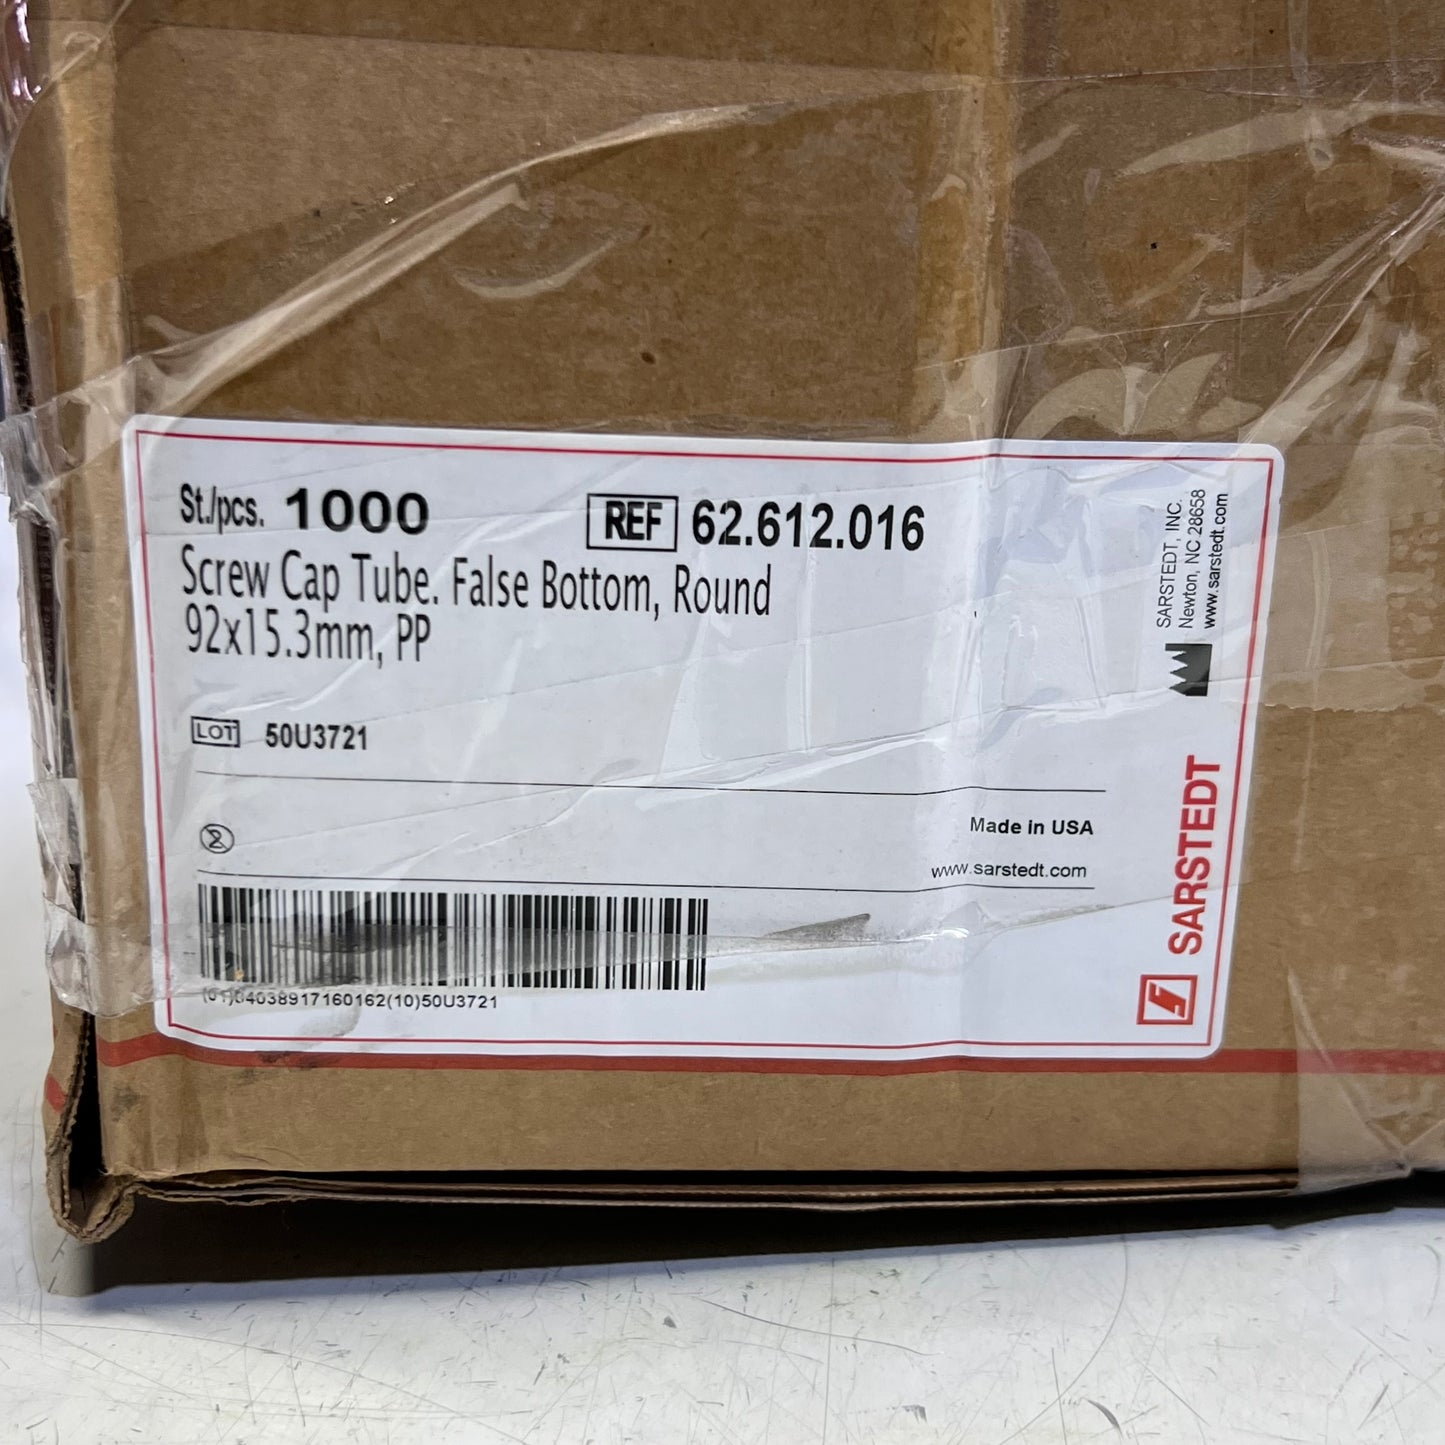 St./pcs. 1000
REF 62.612.016
Screw Cap Tube. False Bottom, Round
92x15.3mm, PP
LOT 50U3721
Made in USA
www.sarstedt.com
(01)04038917160162(10)50U3721
SARSTEDT, INC.
Newton, NC 28658
www.sarstedt.com
SARSTEDT